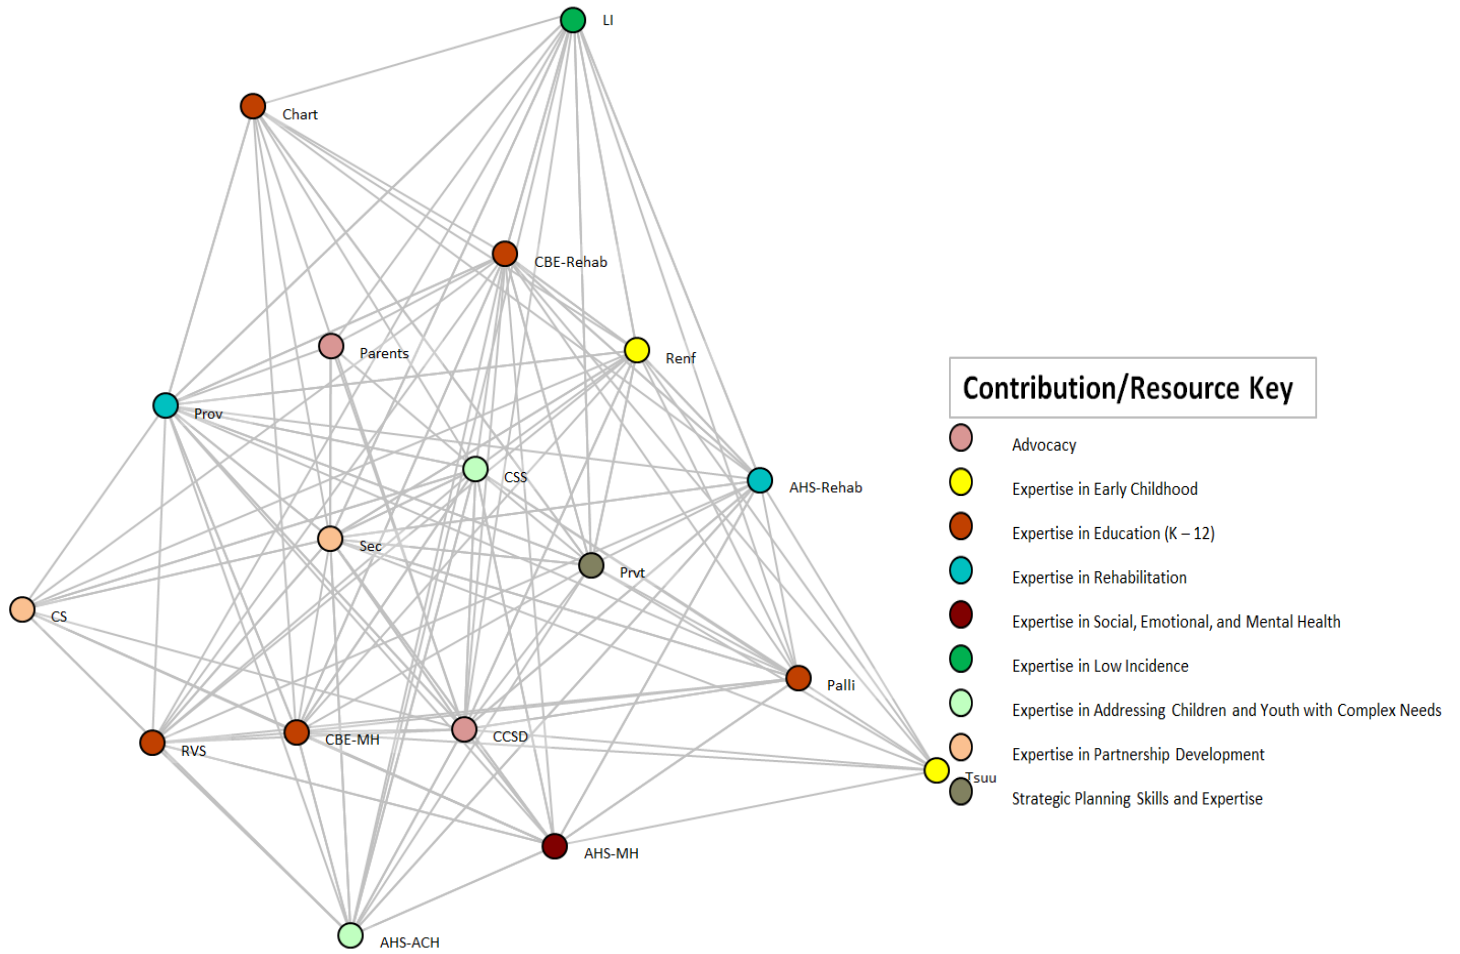 LI
Chart
CBE-Rehab
Parents
Renf
Prov
CSS
AHS-Rehab
Sec
Prvt
CS
Palli
RVS
CBE-MH
CCSD
Tsuu
AHS-MH
AHS-ACH
Contribution/Resource Key
Advocacy
Expertise in Early Childhood
Expertise in Education (K – 12)
Expertise in Rehabilitation
Expertise in Social, Emotional, and Mental Health
Expertise in Low Incidence
Expertise in Addressing Children and Youth with Complex Needs
Expertise in Partnership Development
Strategic Planning Skills and Expertise